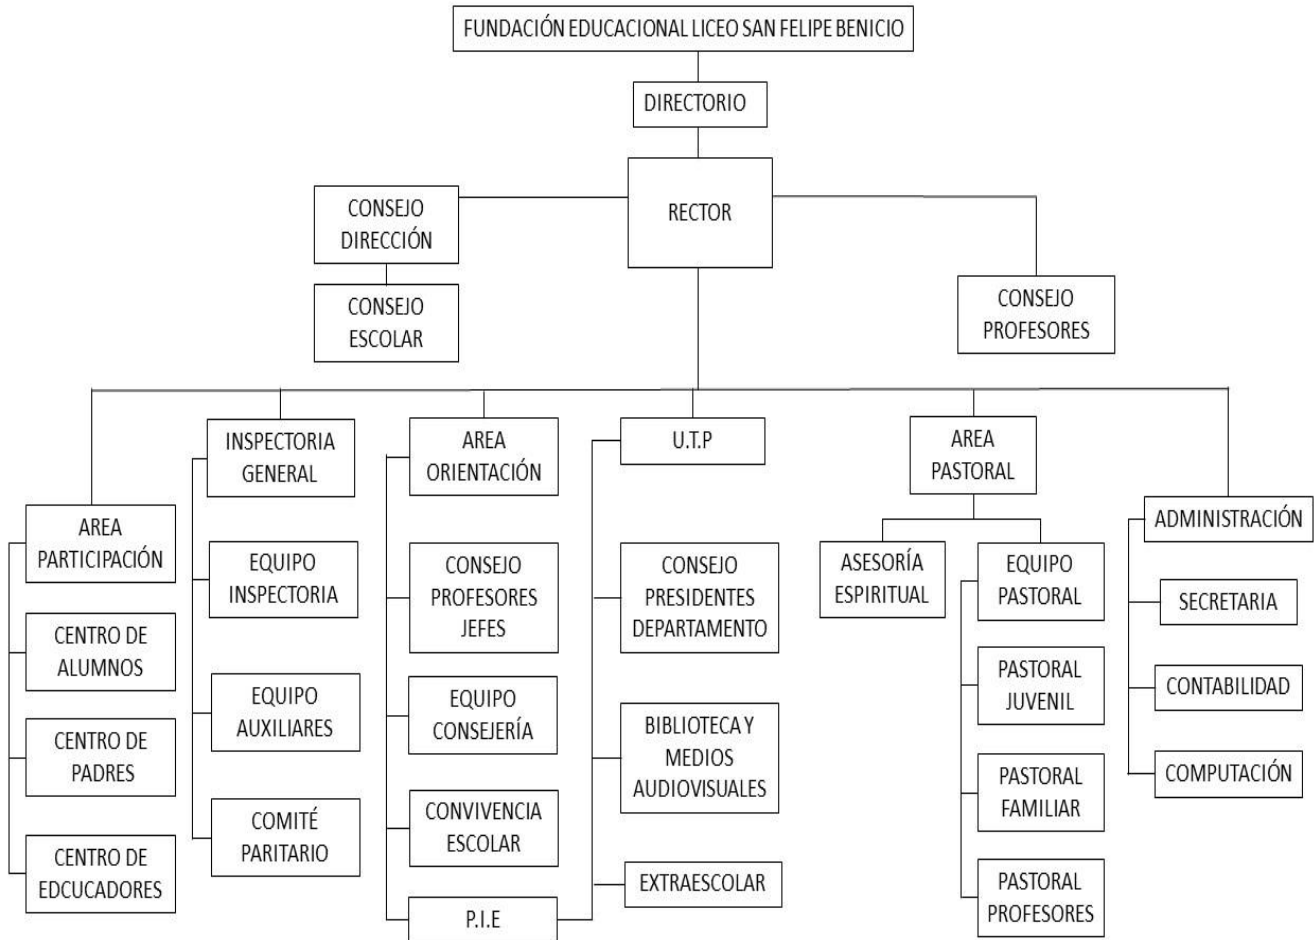 FUNDACIÓN EDUCACIONAL LICEO SAN FELIPE BENICIO
DIRECTORIO
RECTOR
CONSEJO
DIRECCIÓN
CONSEJO
ESCOLAR
CONSEJO
PROFESORES
AREA
PARTICIPACIÓN
CENTRO DE
ALUMNOS
CENTRO DE
PADRES
CENTRO DE
EDCUCADORES
INSPECTORIA
GENERAL
EQUIPO
INSPECTORIA
EQUIPO
AUXILIARES
COMITÉ
PARITARIO
AREA
ORIENTACIÓN
CONSEJO
PROFESORES
JEFES
EQUIPO
CONSEJERÍA
CONVIVENCIA
ESCOLAR
P.I.E
U.T.P
CONSEJO
PRESIDENTES
DEPARTAMENTO
BIBLIOTECA Y
MEDIOS
AUDIOVISUALES
EXTRAESCOLAR
AREA
PASTORAL
ASESORÍA
ESPIRITUAL
EQUIPO
PASTORAL
PASTORAL
JUVENIL
PASTORAL
FAMILIAR
PASTORAL
PROFESORES
ADMINISTRACIÓN
SECRETARIA
CONTABILIDAD
COMPUTACIÓN